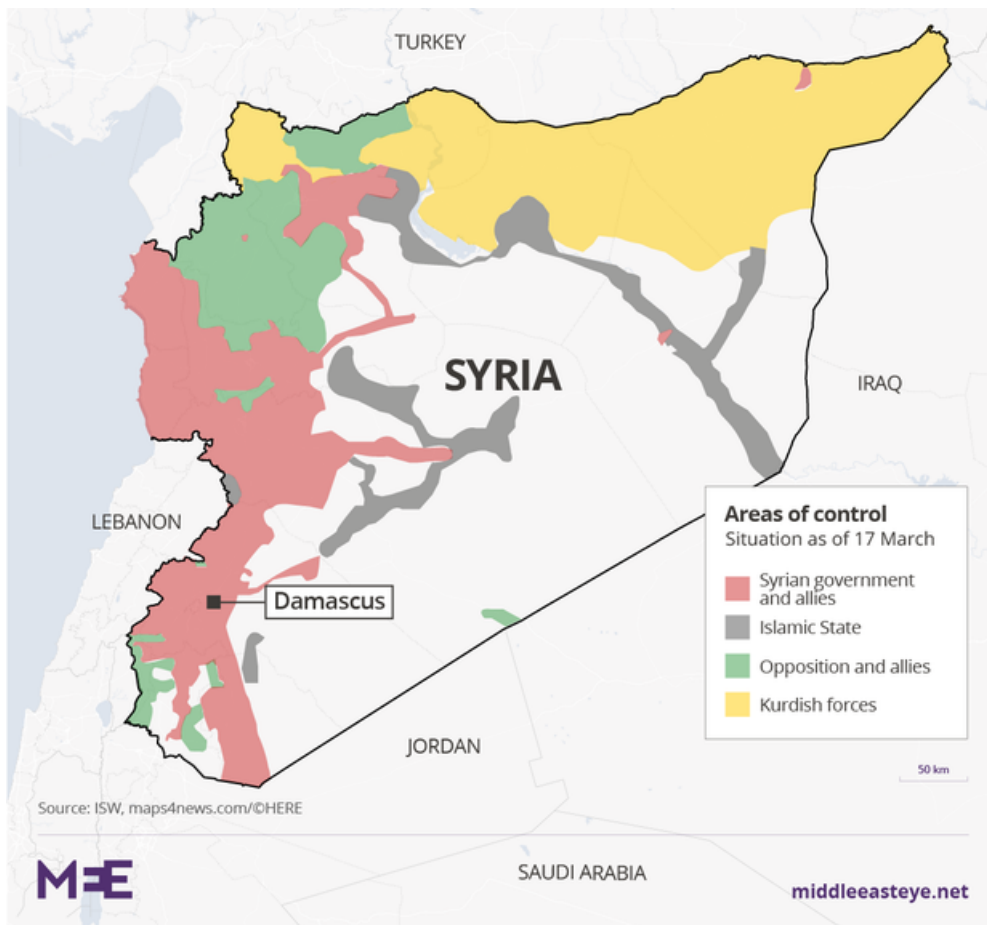 TURKEY
SYRIA
IRAQ
LEBANON
Damascus
JORDAN
Areas of control
Situation as of 17 March
Syrian government
and allies
Islamic State
Opposition and allies
Kurdish forces
50 km
Source: ISW, maps4news.com/©HERE
MEE
SAUDI ARABIA
middleeasteye.net